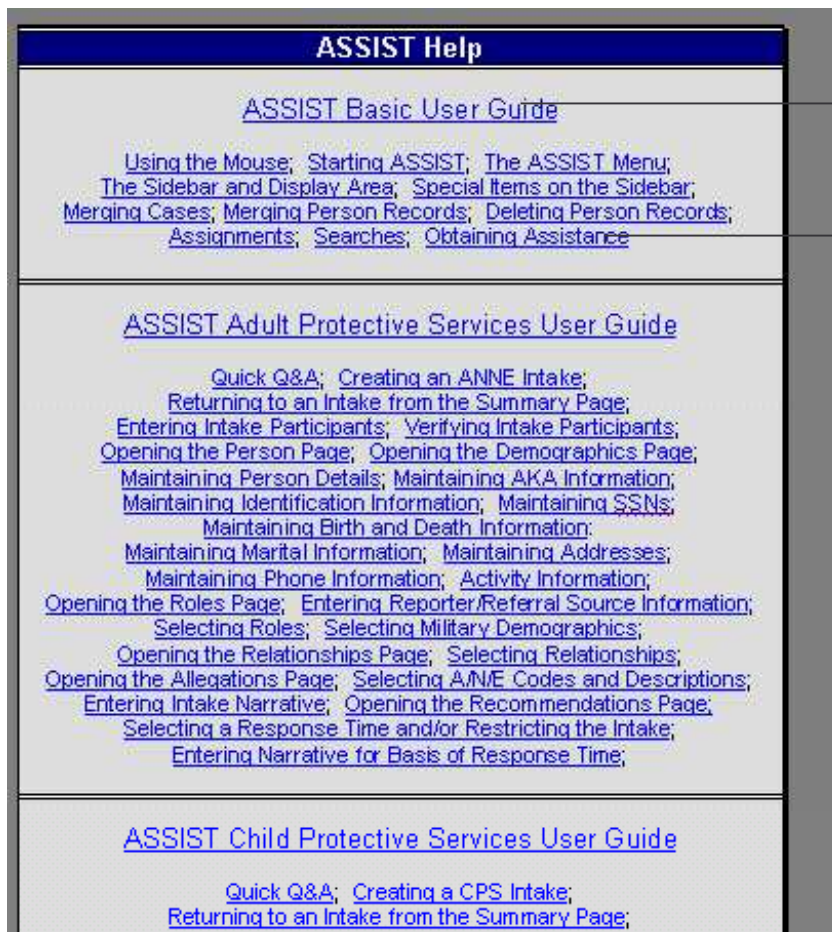 ASSIST Help
ASSIST Basic User Guide
Using the Mouse; Starting ASSIST; The ASSIST Menu;
The Sidebar and Display Area; Special Items on the Sidebar;
Merging Cases; Merging Person Records; Deleting Person Records;
Assignments; Searches; Obtaining Assistance
ASSIST Adult Protective Services User Guide
Quick Q&A; Creating an ANNE Intake;
Returning to an Intake from the Summary Page;
Entering Intake Participants; Verifying Intake Participants;
Opening the Person Page; Opening the Demographics Page;
Maintaining Person Details; Maintaining AKA Information;
Maintaining Identification Information; Maintaining SSNs;
Maintaining Birth and Death Information;
Maintaining Marital Information; Maintaining Addresses;
Maintaining Phone Information; Activity Information;
Opening the Roles Page; Entering Reporter/Referral Source Information;
Selecting Roles; Selecting Military Demographics;
Opening the Relationships Page; Selecting Relationships;
Opening the Allegations Page; Selecting A/N/E Codes and Descriptions;
Entering Intake Narrative; Opening the Recommendations Page;
Selecting a Response Time and/or Restricting the Intake;
Entering Narrative for Basis of Response Time;
ASSIST Child Protective Services User Guide
Quick Q&A; Creating a CPS Intake;
Returning to an Intake from the Summary Page;